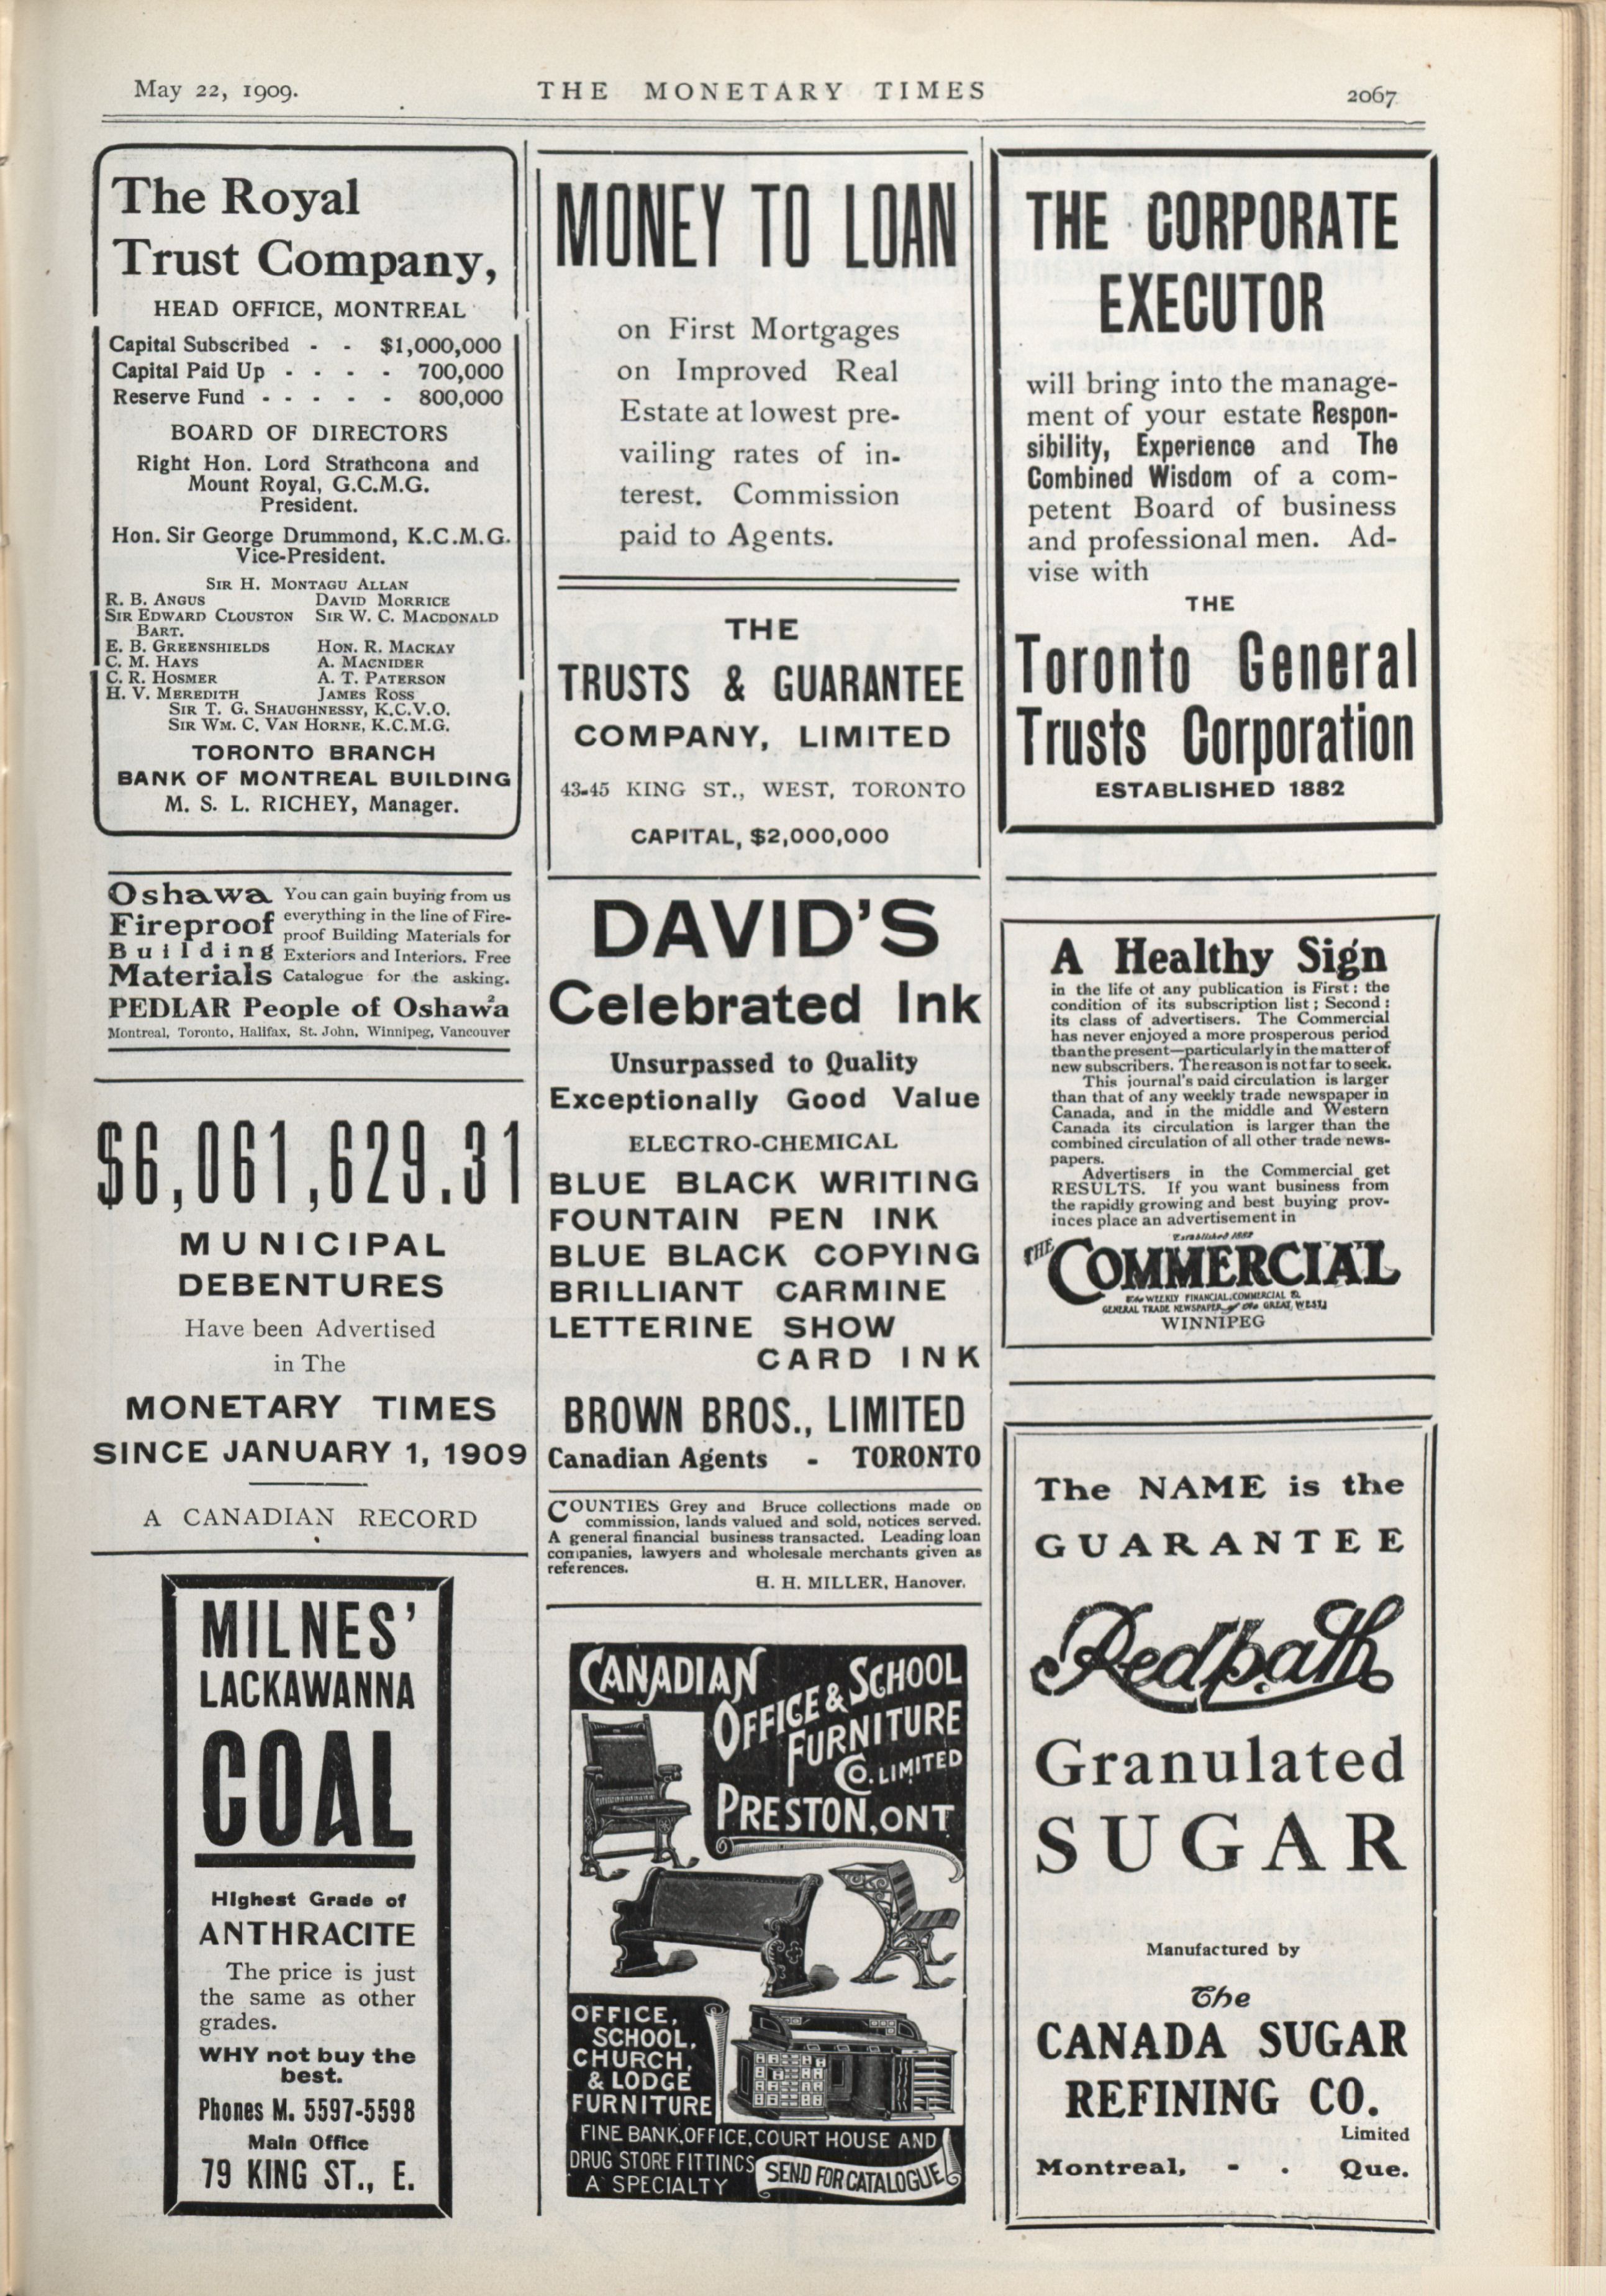 May 22, 1909.
THE MONETARY TIMES
2067
The Royal
Trust Company,
HEAD OFFICE, MONTREAL
Capital Subscribed - - $1,000,000
Capital Paid Up - - - - 700,000
Reserve Fund - - - - - 800,000
BOARD OF DIRECTORS
Right Hon. Lord Strathcona and
Mount Royal, G.C.M.G.
President.
Hon. Sir George Drummond, K.C.M.G.
Vice-President.
SIR H. MONTAGU ALLAN
R. B. ANGUS DAVID MORRICE
SIR EDWARD CLOUSTON SIR W. C. MACDONALD
BART.
E. B. GREENSHIELDS HON. R. MACKAY
C. M. HAYS A. MACNIDER
C. R. HOSMER A. T. PATERSON
H. V. MEREDITH JAMES ROSS
SIR T. G. SHAUGHNESSY, K.C.V.O.
SIR WM. C. VAN HORNE, K.C.M.G.
TORONTO BRANCH
BANK OF MONTREAL BUILDING
M. S. L. RICHEY, Manager.
Oshawa
Fireproof
Building
Materials
You can gain buying from us
everything in the line of Fire-
proof Building Materials for
Exteriors and Interiors. Free
Catalogue for the asking.
PEDLAR People of Oshawa
Montreal, Toronto, Halifax, St. John, Winnipeg, Vancouver
$6,061,629.31
MUNICIPAL
DEBENTURES
Have been Advertised
in The
MONETARY TIMES
SINCE JANUARY 1, 1909
A CANADIAN RECORD
MILNES'
LACKAWANNA
COAL
Highest Grade of
ANTHRACITE
The price is just
the same as other
grades.
WHY not buy the
best.
Phones M. 5597-5598
Main Office
79 KING ST., E.
MONEY TO LOAN
on First Mortgages
on Improved Real
Estate at lowest pre-
vailing rates of in-
terest. Commission
paid to Agents.
THE
TRUSTS & GUARANTEE
COMPANY, LIMITED
43-45 KING ST., WEST, TORONTO
CAPITAL, $2,000,000
DAVID'S
Celebrated Ink
Unsurpassed to Quality
Exceptionally Good Value
ELECTRO-CHEMICAL
BLUE BLACK WRITING
FOUNTAIN PEN INK
BLUE BLACK COPYING
BRILLIANT CARMINE
LETTERINE SHOW
CARD INK
BROWN BROS., LIMITED
Canadian Agents - TORONTO
COUNTIES Grey and Bruce collections made on
commission, lands valued and sold, notices served.
A general financial business transacted. Leading loan
companies, lawyers and wholesale merchants given as
references.
H. H. MILLER, Hanover.
CANADIAN
OFFICE & SCHOOL
FURNITURE
CO. LIMITED
PRESTON, ONT
OFFICE,
SCHOOL,
CHURCH,
& LODGE
FURNITURE
FINE BANK, OFFICE, COURT HOUSE AND
DRUG STORE FITTINGS
A SPECIALTY
SEND FOR CATALOGUE
THE CORPORATE
EXECUTOR
will bring into the manage-
ment of your estate Respon-
sibility, Experience and The
Combined Wisdom of a com-
petent Board of business
and professional men. Ad-
vise with
THE
Toronto General
Trusts Corporation
ESTABLISHED 1882
A Healthy Sign
in the life of any publication is First: the
condition of its subscription list; Second:
its class of advertisers. The Commercial
has never enjoyed a more prosperous period
than the present—particularly in the matter of
new subscribers. The reason is not far to seek.
This journal's paid circulation is larger
than that of any weekly trade newspaper in
Canada, and in the middle and Western
Canada its circulation is larger than the
combined circulation of all other trade news-
papers.
Advertisers in the Commercial get
RESULTS. If you want business from
the rapidly growing and best buying prov-
inces place an advertisement in
Established 1882
THE COMMERCIAL
The WEEKLY FINANCIAL, COMMERCIAL &
GENERAL TRADE NEWSPAPER of the GREAT WEST
WINNIPEG
The NAME is the
GUARANTEE
Redpath
Granulated
SUGAR
Manufactured by
The
CANADA SUGAR
REFINING CO.
Limited
Montreal, - . Que.